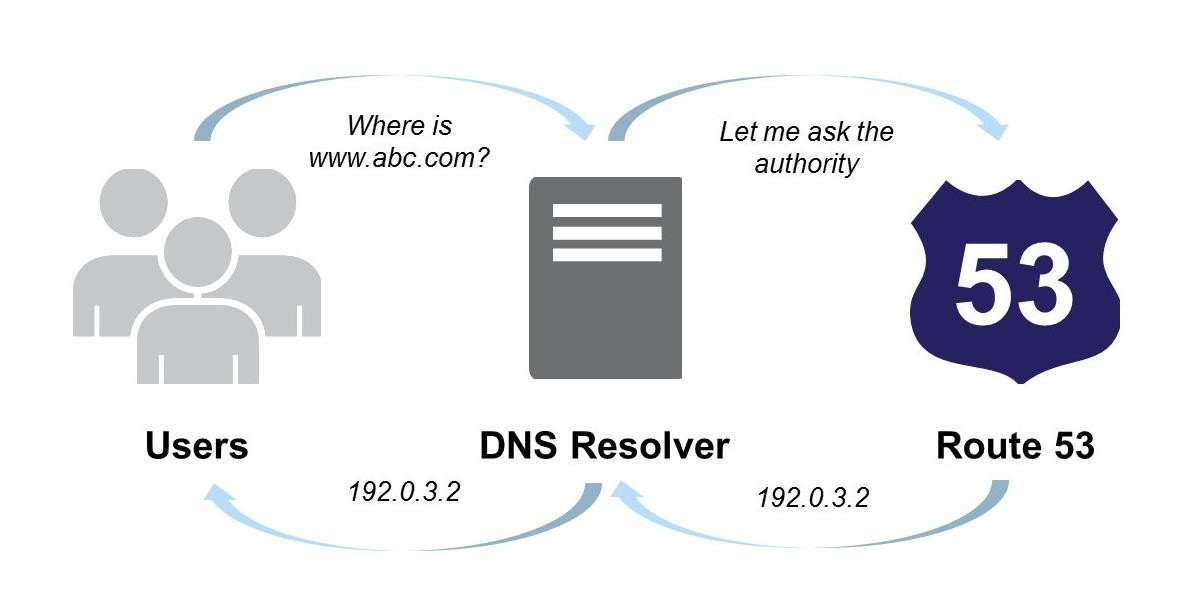 Where is
www.abc.com?
Let me ask the
authority
53
Users
DNS Resolver
Route 53
192.0.3.2
192.0.3.2